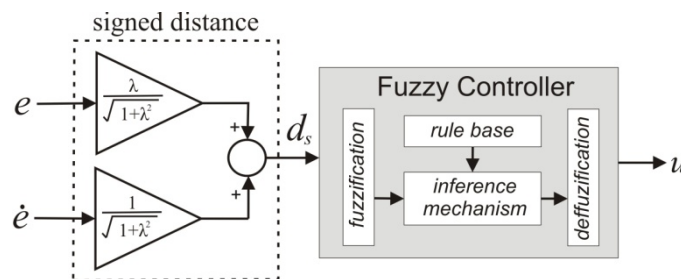 signed distance
e
λ
√1+λ²
+
d_s
ė
1
√1+λ²
+
Fuzzy Controller
fuzzification
rule base
inference
mechanism
deffuzification
u